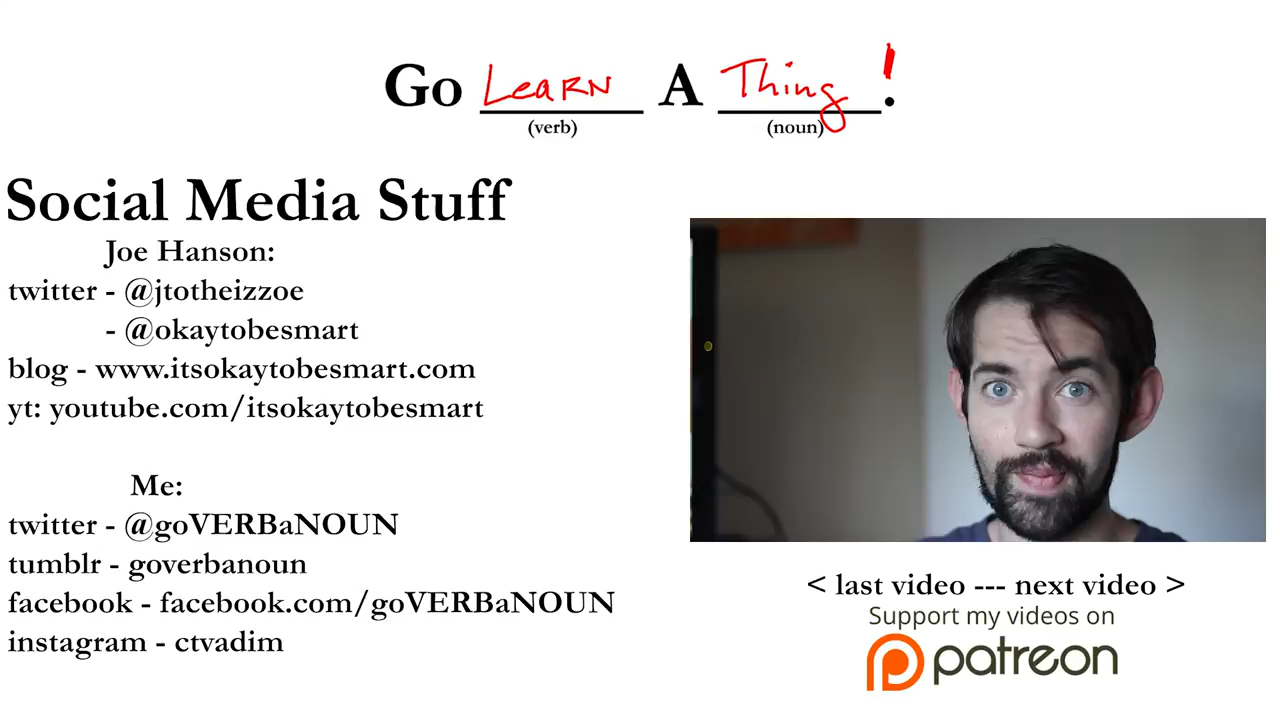 Go Learn A Thing!
(verb) (noun)
Social Media Stuff
Joe Hanson:
twitter - @jtotheizzoe
- @okaytobesmart
blog - www.itsokaytobesmart.com
yt: youtube.com/itsokaytobesmart
Me:
twitter - @goVERBaNOUN
tumblr - goverbanoun
facebook - facebook.com/goVERBaNOUN
instagram - ctvadim
< last video --- next video >
Support my videos on
patreon